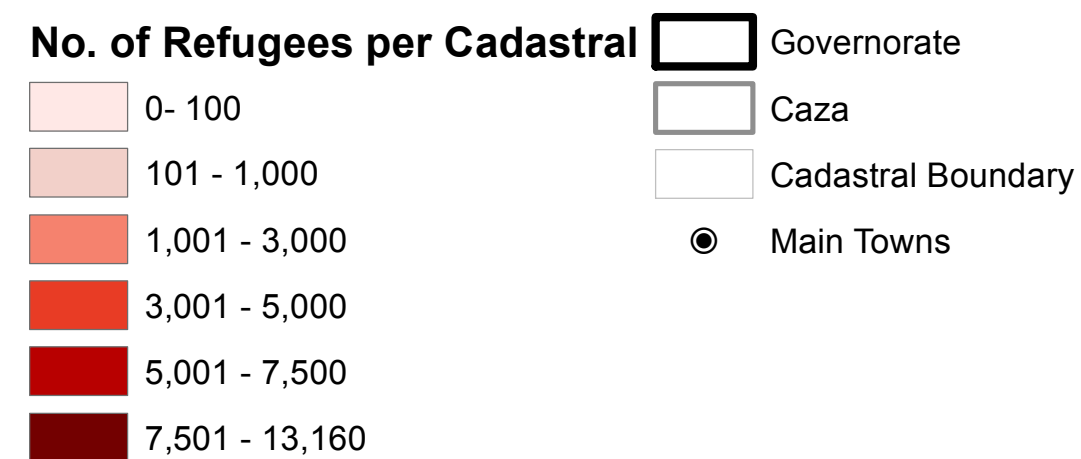 No. of Refugees per Cadastral
0- 100
101 - 1,000
1,001 - 3,000
3,001 - 5,000
5,001 - 7,500
7,501 - 13,160
Governorate
Caza
Cadastral Boundary
Main Towns